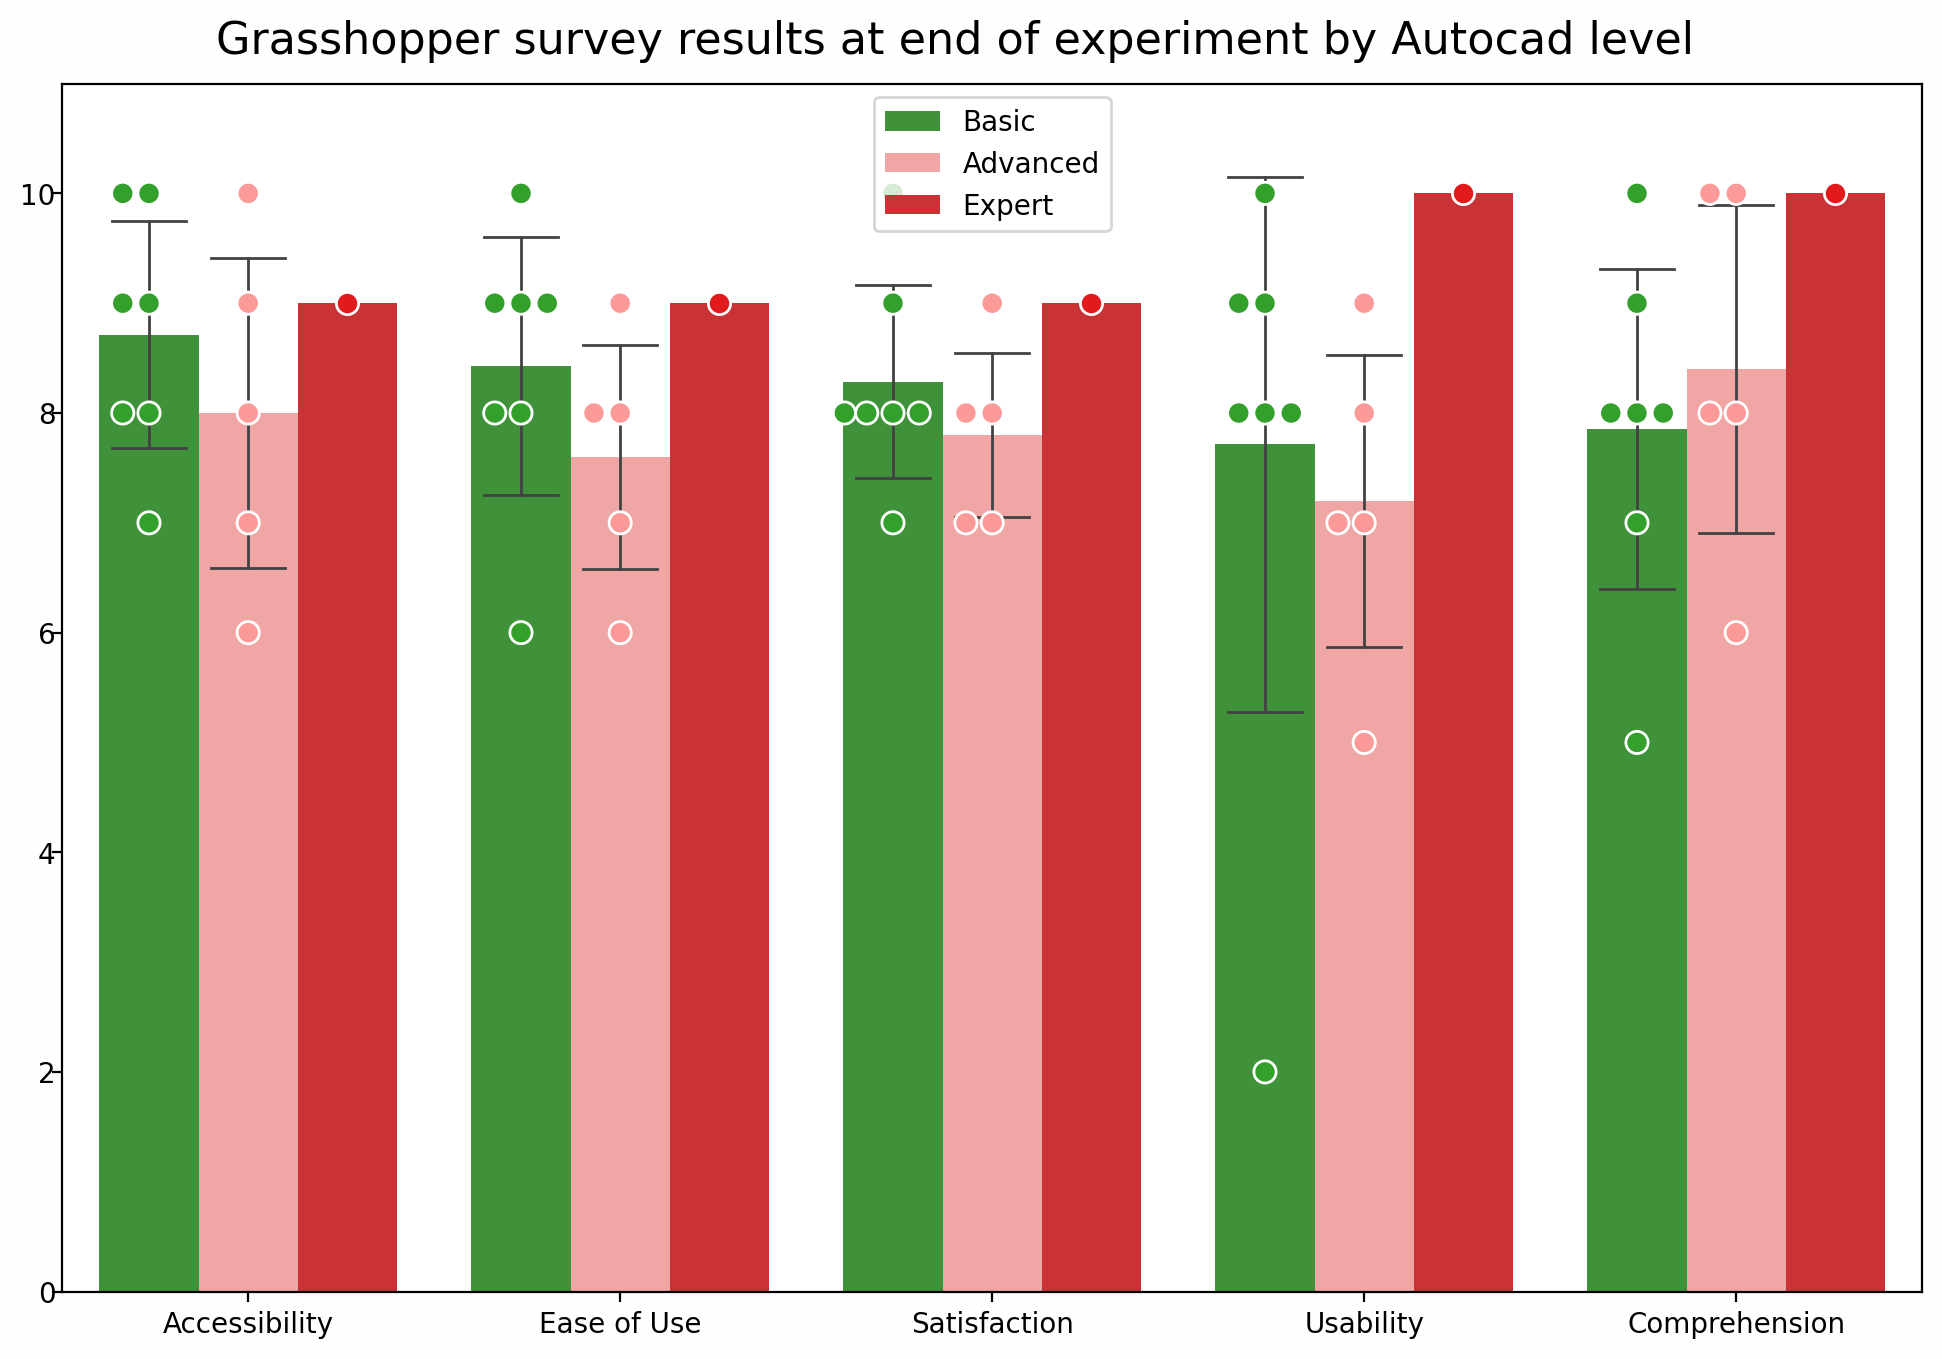 Grasshopper survey results at end of experiment by Autocad level
Basic
Advanced
Expert
10
8
6
4
2
0
Accessibility
Ease of Use
Satisfaction
Usability
Comprehension